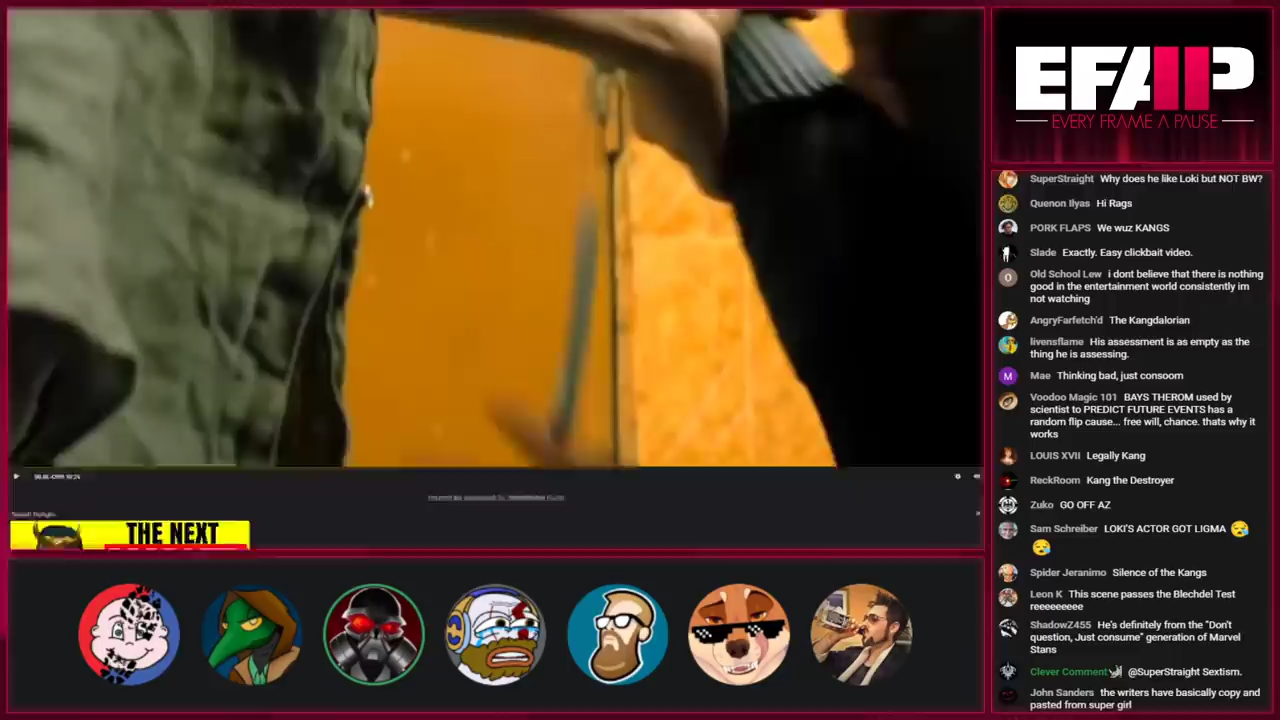 EFAP
EVERY FRAME A PAUSE
SuperStraight Why does he like Loki but NOT BW?
Quenon Ilyas Hi Rags
PORK FLAPS We wuz KANGS
Slade Exactly. Easy clickbait video.
Old School Lew i dont believe that there is nothing
good in the entertainment world consistently im
not watching
AngryFarfetch'd The Kangdalorian
livensflame His assessment is as empty as the
thing he is assessing.
M Mae Thinking bad, just consoom
Voodoo Magic 101 BAYS THEROM used by
scientist to PREDICT FUTURE EVENTS has a
random flip cause... free will, chance. thats why it
works
LOUIS XVII Legally Kang
ReckRoom Kang the Destroyer
Zuko GO OFF AZ
Sam Schreiber LOKI'S ACTOR GOT LIGMA 😪
😪
Spider Jeranimo Silence of the Kangs
Leon K This scene passes the Blechdel Test
reeeeeeeee
ShadowZ455 He's definitely from the "Don't
question, Just consume" generation of Marvel
Stans
Clever Comment @SuperStraight Sextism.
John Sanders the writers have basically copy and
pasted from super girl
THE NEXT